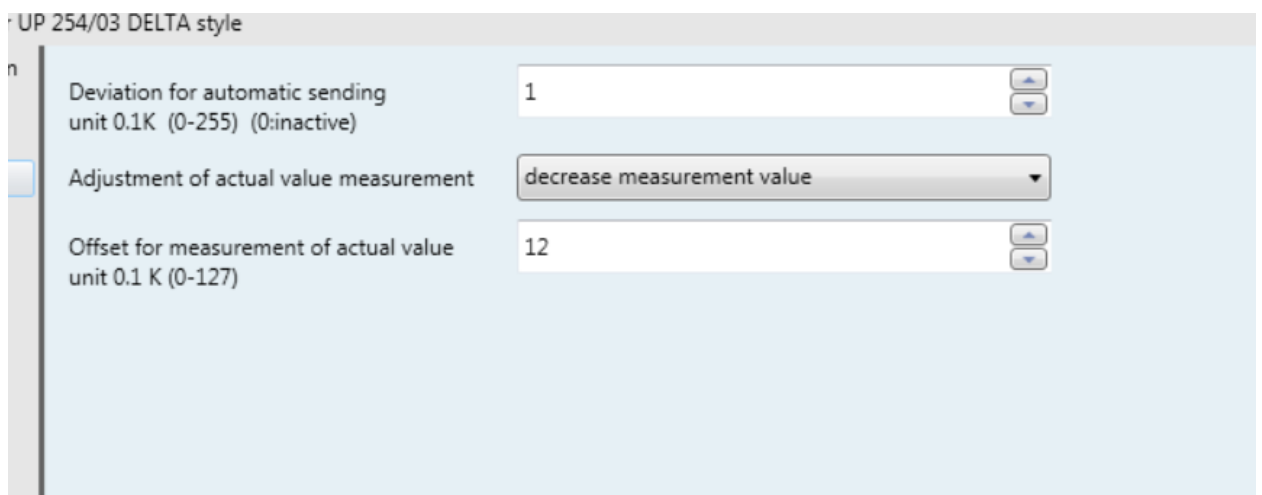 UP 254/03 DELTA style
Deviation for automatic sending
unit 0.1K (0-255) (0:inactive)
1
Adjustment of actual value measurement
decrease measurement value
Offset for measurement of actual value
unit 0.1 K (0-127)
12